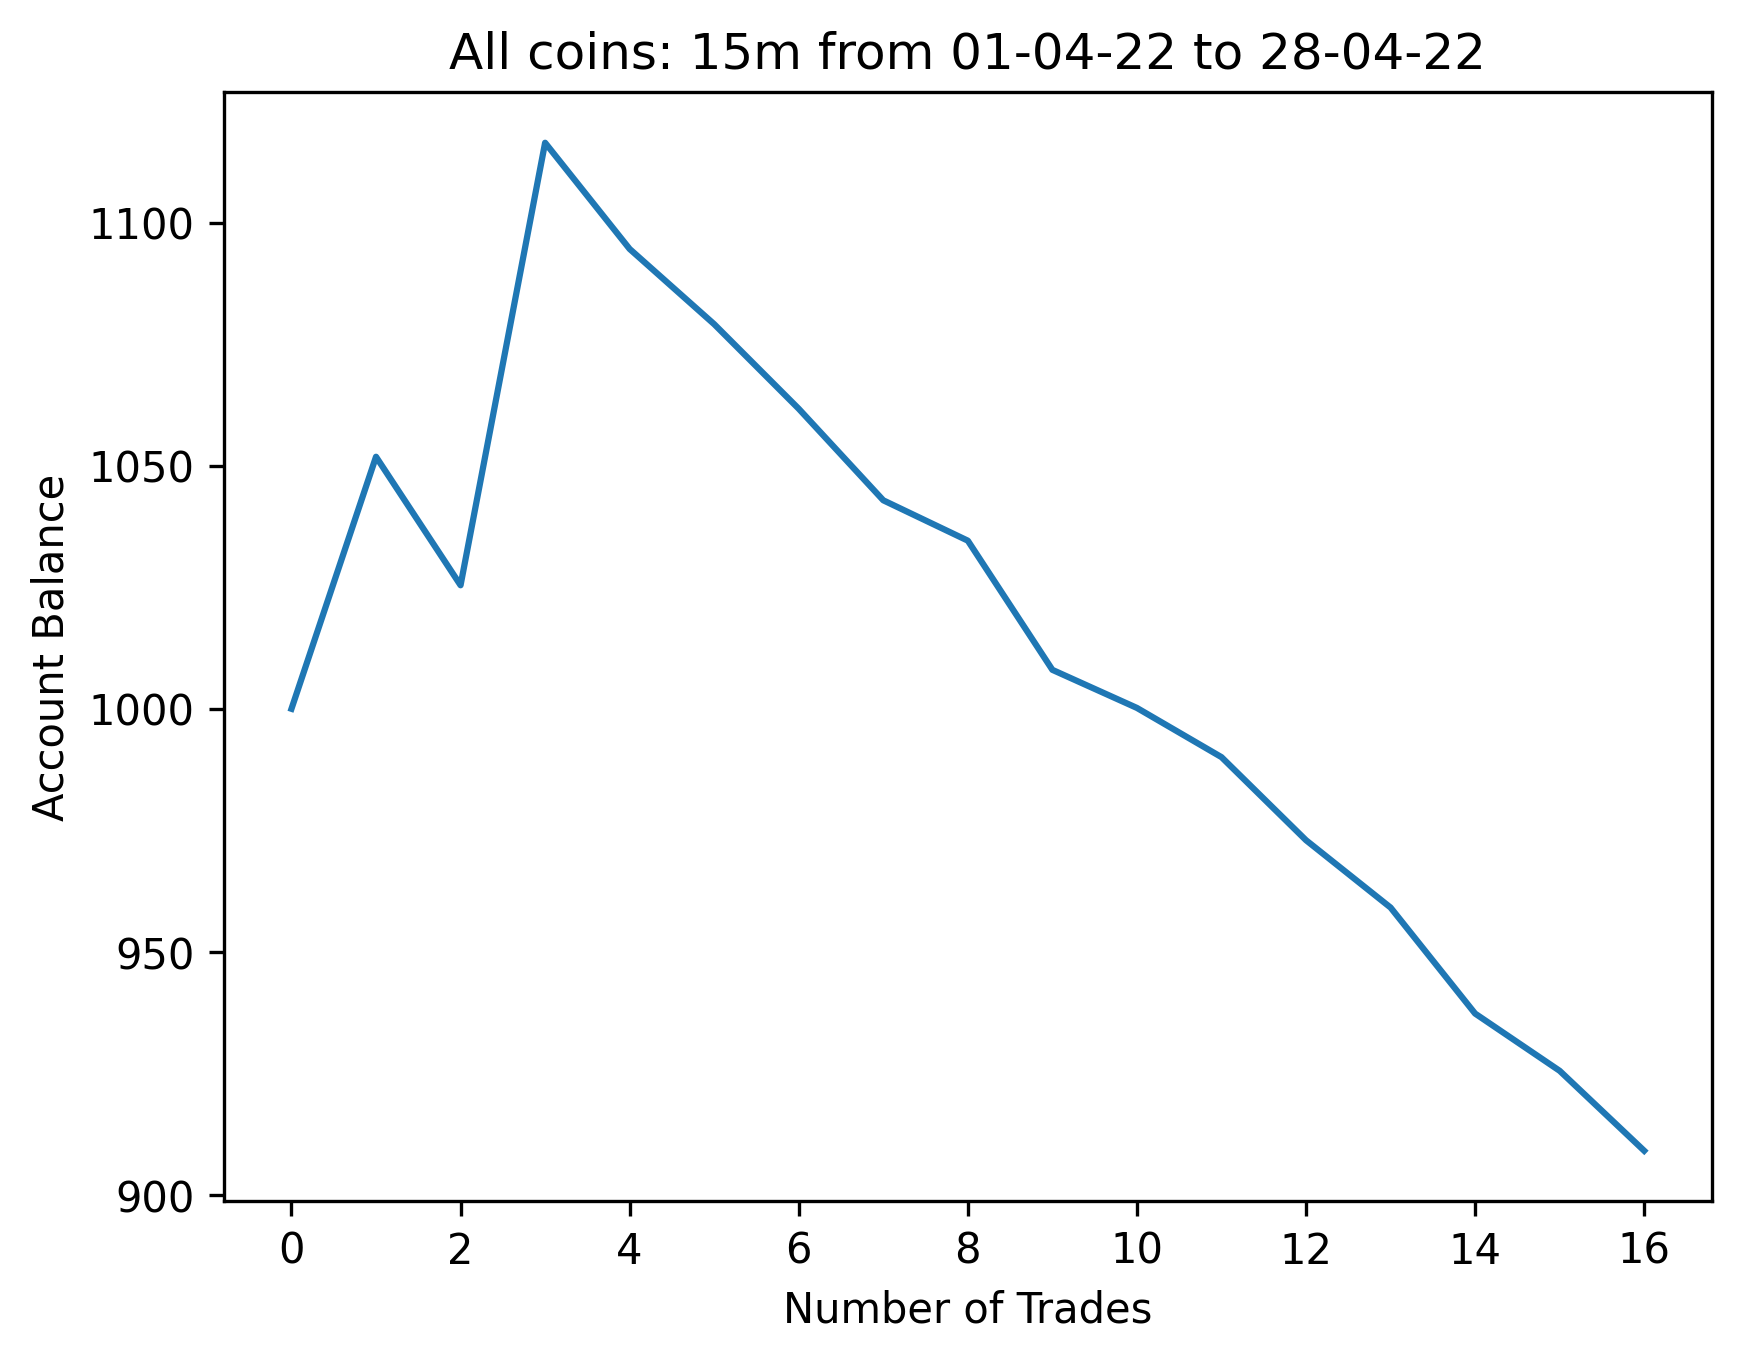 All coins: 15m from 01-04-22 to 28-04-22
Account Balance
1100
1050
1000
950
900
0 2 4 6 8 10 12 14 16
Number of Trades